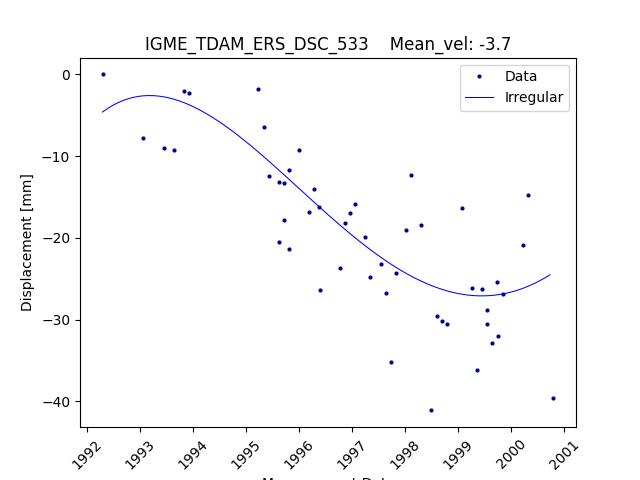 IGME_TDAM_ERS_DSC_533    Mean_vel: -3.7
Data
Irregular
Displacement [mm]
0
−10
−20
−30
−40
1992 1993 1994 1995 1996 1997 1998 1999 2000 2001